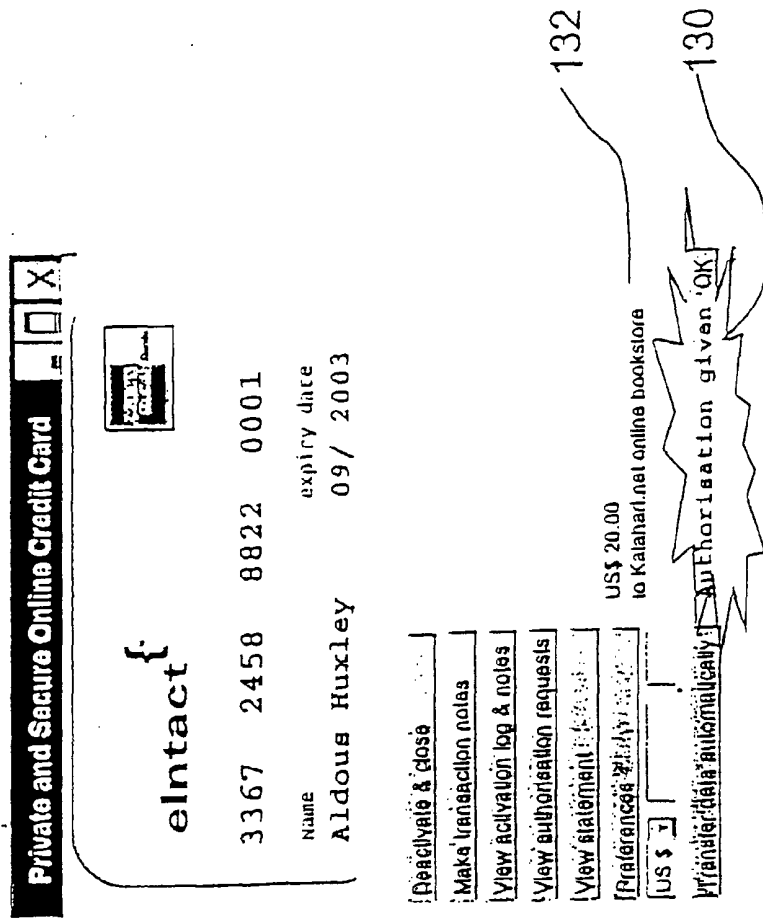 Private and Secure Online Credit Card
eIntact {
3367 2458 8822 0001
Name expiry date
Aldous Huxley 09/ 2003
Deactivate & close
Make transaction notes
View activation log & notes
View authorisation requests
View statement
Preferences
US$ 20.00
to Kalahari.net online bookstore
132
US $
Transfer data automatically
Authorisation given 'OK'
130